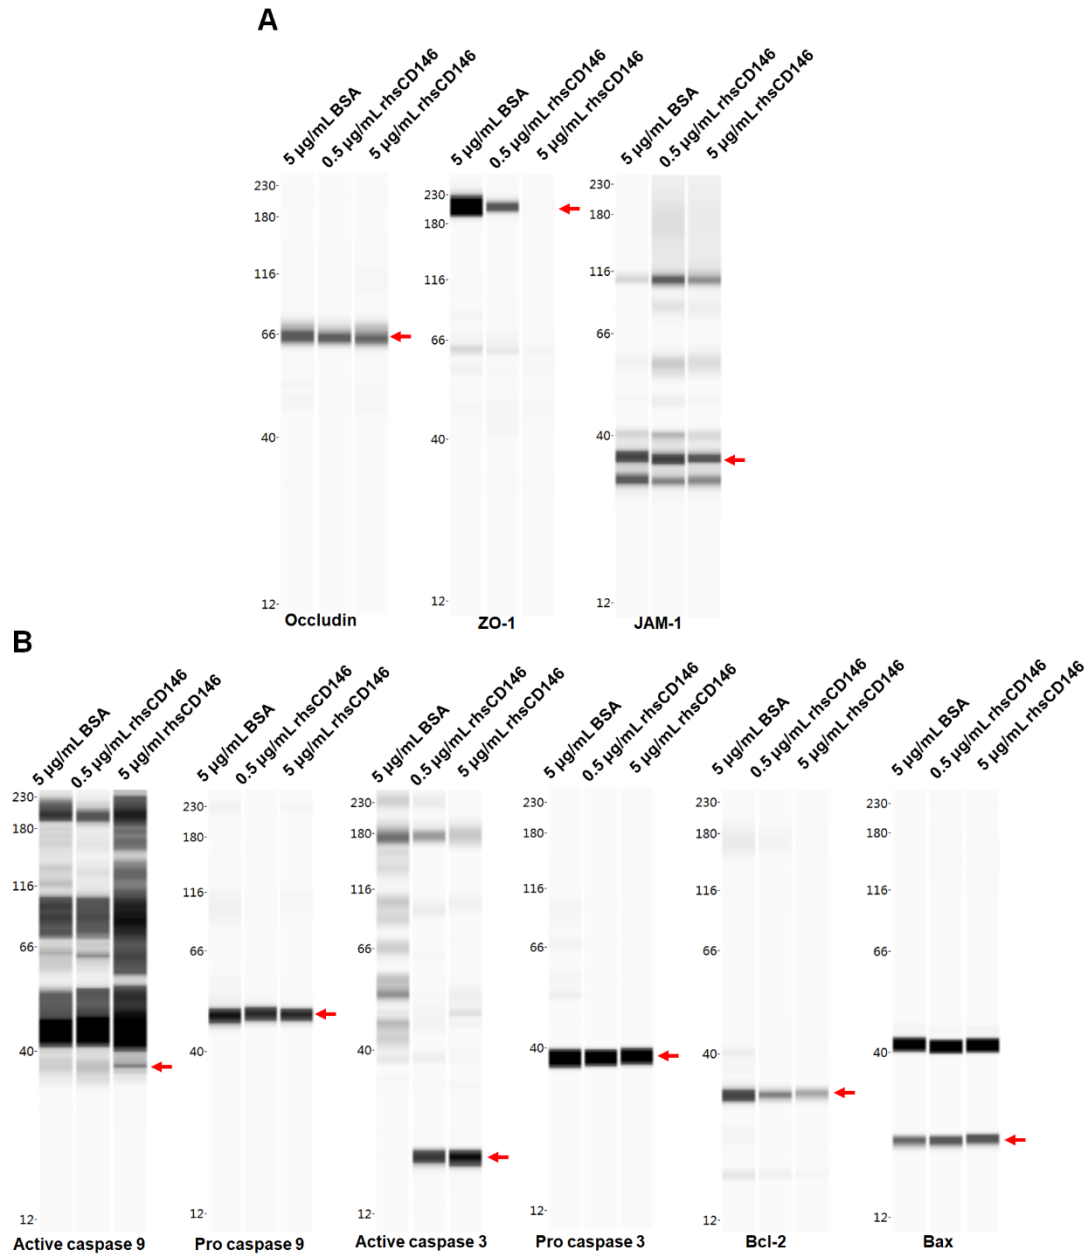 A
5 µg/mL BSA
0.5 µg/mL rhsCD146
5 µg/mL rhsCD146
5 µg/mL BSA
0.5 µg/mL rhsCD146
5 µg/mL rhsCD146
5 µg/mL BSA
0.5 µg/mL rhsCD146
5 µg/mL rhsCD146
230-
180-
116-
66-
40-
12-
Occludin
230-
180-
116-
66-
40-
12-
ZO-1
230-
180-
116-
66-
40-
12-
JAM-1
B
5 µg/mL BSA
0.5 µg/mL rhsCD146
5 µg/ml rhsCD146
5 µg/mL BSA
0.5 µg/mL rhsCD146
5 µg/mL rhsCD146
5 µg/mL BSA
0.5 µg/mL rhsCD146
5 µg/mL rhsCD146
5 µg/mL BSA
0.5 µg/mL rhsCD146
5 µg/mL rhsCD146
5 µg/mL BSA
0.5 µg/mL rhsCD146
5 µg/mL rhsCD146
5 µg/mL BSA
0.5 µg/mL rhsCD146
5 µg/mL rhsCD146
230-
180-
116-
66-
40-
12-
Active caspase 9
230-
180-
116-
66-
40-
12-
Pro caspase 9
230-
180-
116-
66-
40-
12-
Active caspase 3
230-
180-
116-
66-
40-
12-
Pro caspase 3
230-
180-
116-
66-
40-
12-
Bcl-2
230-
180-
116-
66-
40-
12-
Bax